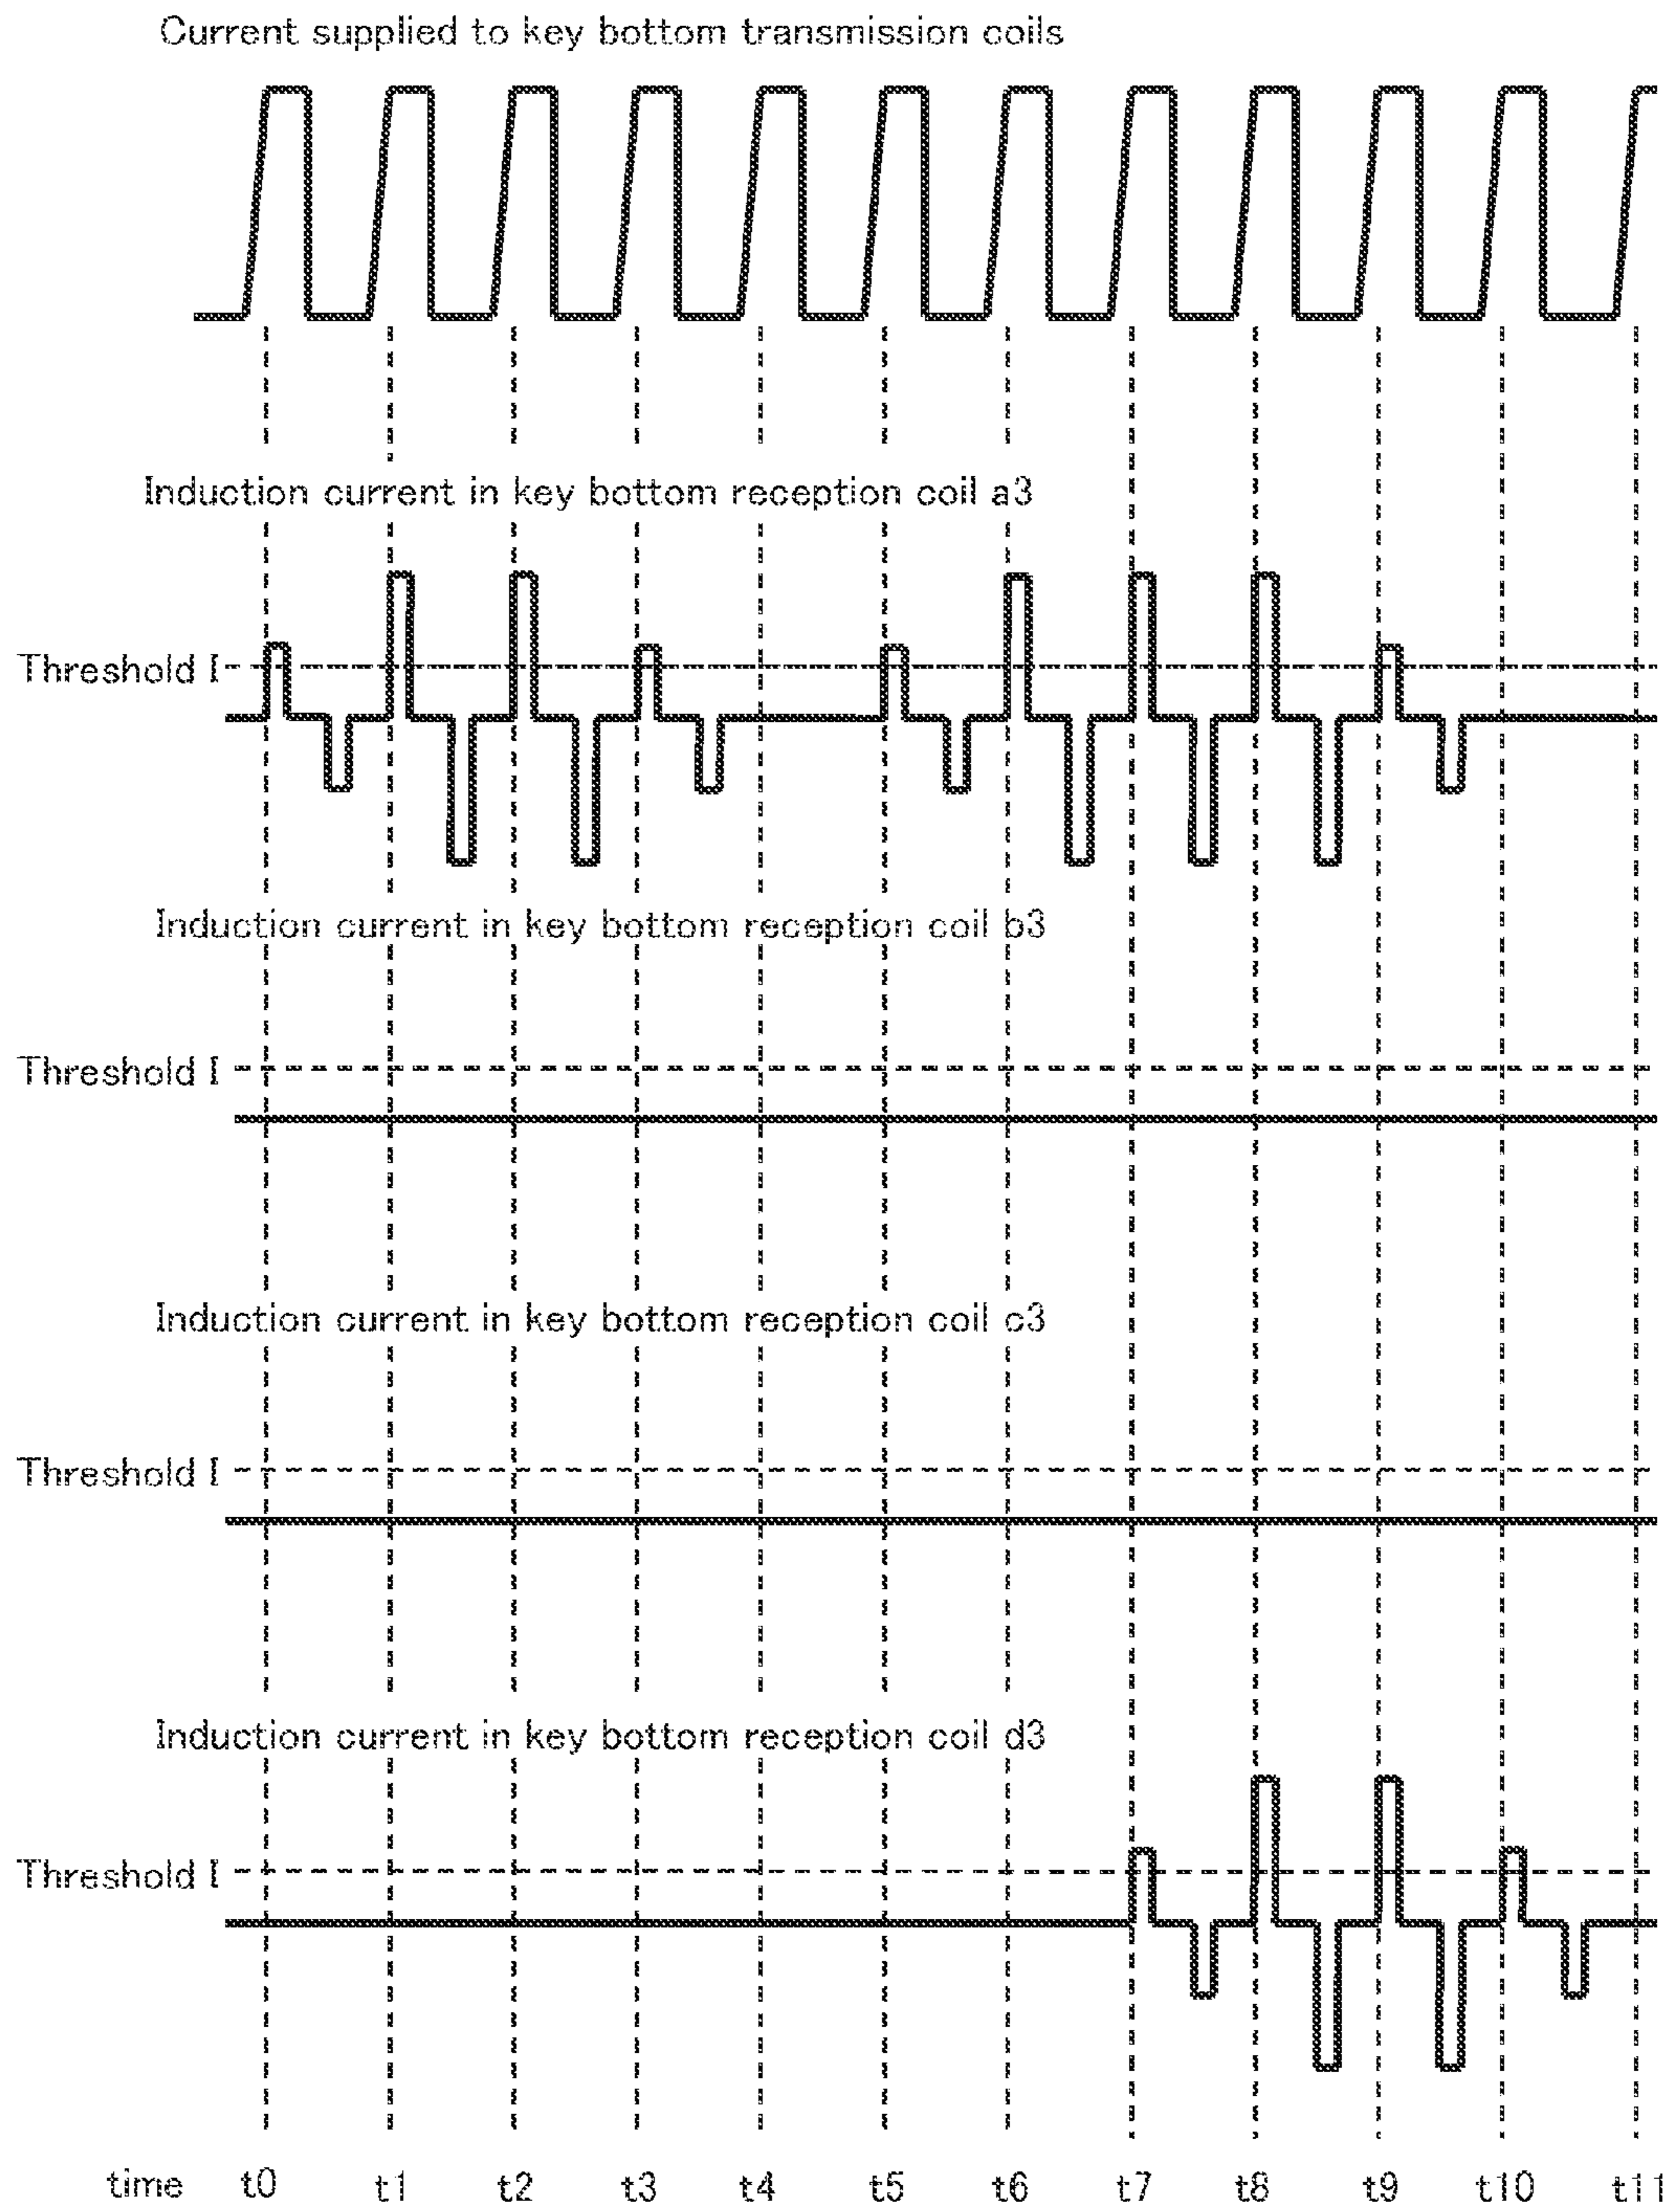 Current supplied to key bottom transmission coils
Induction current in key bottom reception coil a3
Threshold I
Induction current in key bottom reception coil b3
Threshold I
Induction current in key bottom reception coil c3
Threshold I
Induction current in key bottom reception coil d3
Threshold I
time t0 t1 t2 t3 t4 t5 t6 t7 t8 t9 t10 t11